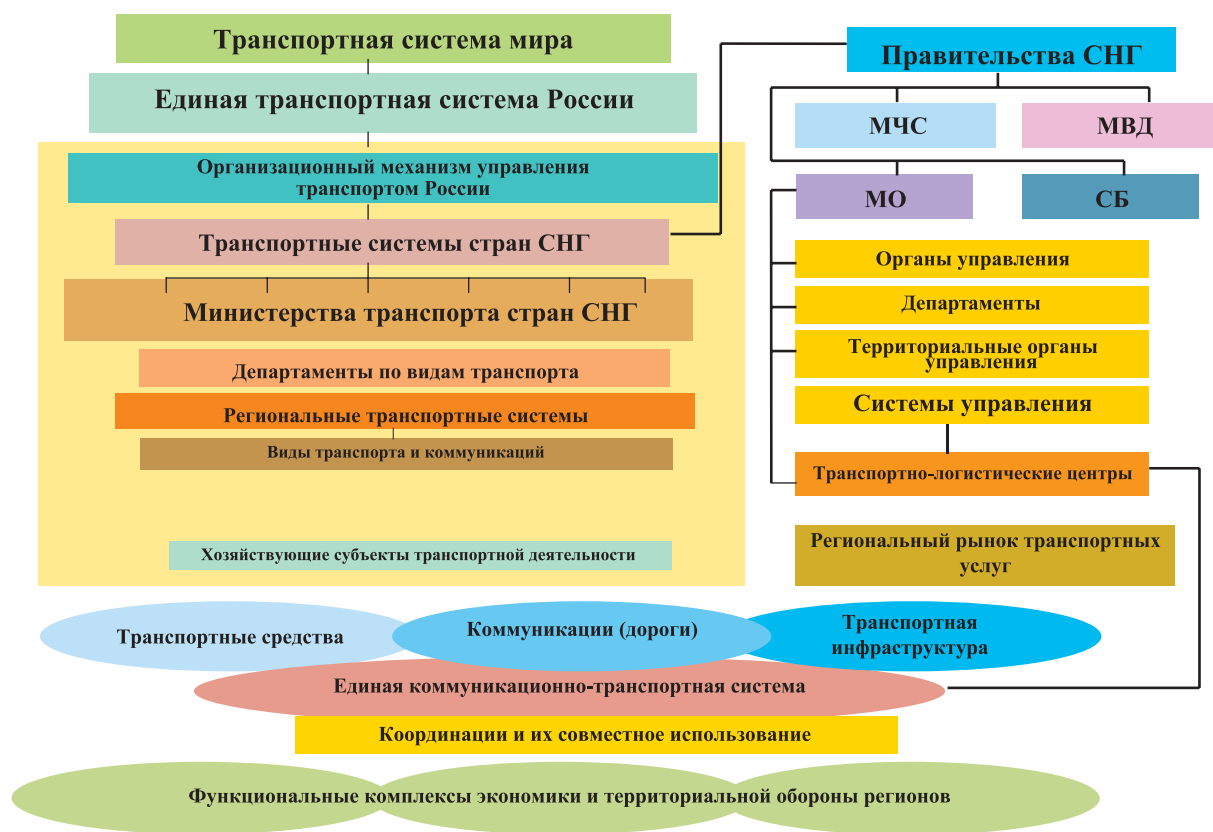 Транспортная система мира
Единая транспортная система России
Организационный механизм управления
транспортом России
Транспортные системы стран СНГ
Министерства транспорта стран СНГ
Департаменты по видам транспорта
Региональные транспортные системы
Виды транспорта и коммуникаций
Хозяйствующие субъекты транспортной деятельности
Правительства СНГ
МЧС
МВД
МО
СБ
Органы управления
Департаменты
Территориальные органы
управления
Системы управления
Транспортно-логистические центры
Региональный рынок транспортных
услуг
Транспортные средства
Коммуникации (дороги)
Транспортная
инфраструктура
Единая коммуникационно-транспортная система
Координации и их совместное использование
Функциональные комплексы экономики и территориальной обороны регионов